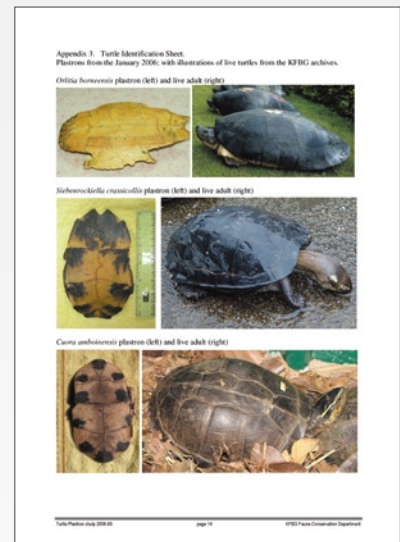 Appendix 3. Turtle Identification Sheet.
Plastrons from the January 2006; with illustrations of live turtles from the KFBG archives.
Orlitia borneensis plastron (left) and live adult (right)
Siebenrockiella crassicollis plastron (left) and live adult (right)
Cuora amboinensis plastron (left) and live adult (right)
Turtle Plastron study 2006-03 page 10 KFBG Fauna Conservation Department